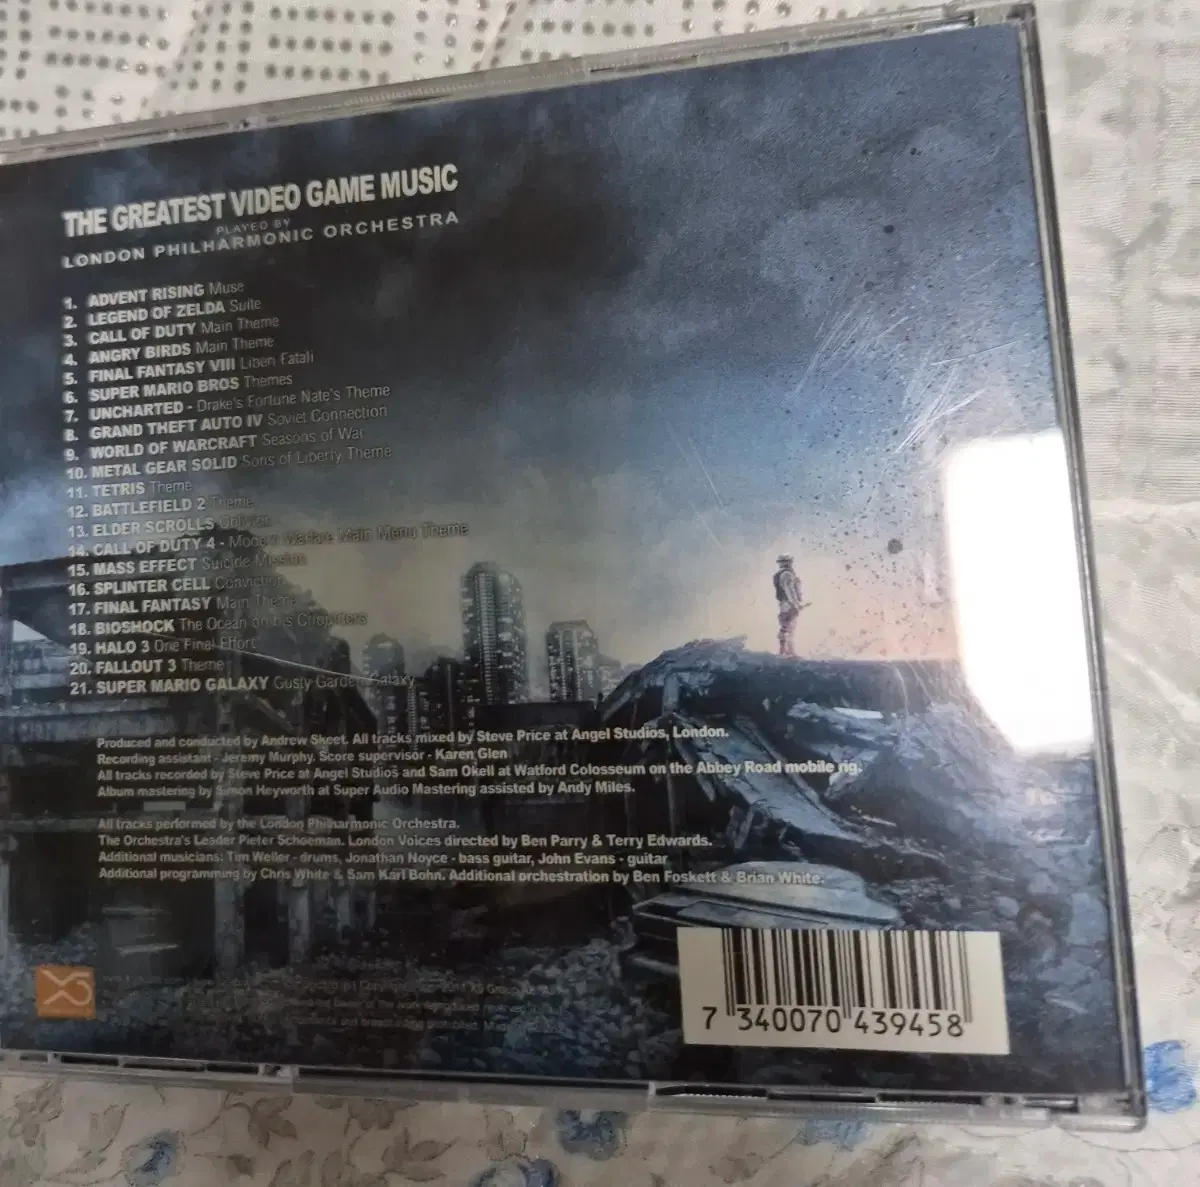 THE GREATEST VIDEO GAME MUSIC
PLAYED BY
LONDON PHILHARMONIC ORCHESTRA
1. ADVENT RISING Muse
2. LEGEND OF ZELDA Suite
3. CALL OF DUTY Main Theme
4. ANGRY BIRDS Main Theme
5. FINAL FANTASY VIII Liberi Fatali
6. SUPER MARIO BROS Themes
7. UNCHARTED - Drake's Fortune Nate's Theme
8. GRAND THEFT AUTO IV Soviet Connection
9. WORLD OF WARCRAFT Seasons of War
10. METAL GEAR SOLID Sons of Liberty Theme
11. TETRIS Theme
12. BATTLEFIELD 2 Theme
13. ELDER SCROLLS Oblivion
14. CALL OF DUTY 4 - Modern Warfare Main Menu Theme
15. MASS EFFECT Suicide Mission
16. SPLINTER CELL Conviction
17. FINAL FANTASY Main Theme
18. BIOSHOCK The Ocean on his Shoulders
19. HALO 3 One Final Effort
20. FALLOUT 3 Theme
21. SUPER MARIO GALAXY Gusty Garden Galaxy
Produced and conducted by Andrew Skeet. All tracks mixed by Steve Price at Angel Studios, London.
Recording assistant - Jeremy Murphy. Score supervisor - Karen Glen
All tracks recorded by Steve Price at Angel Studios and Sam Okell at Watford Colosseum on the Abbey Road mobile rig.
Album mastering by Simon Heyworth at Super Audio Mastering assisted by Andy Miles.
All tracks performed by the London Philharmonic Orchestra.
The Orchestra's Leader Pieter Schoeman. London Voices directed by Ben Parry & Terry Edwards.
Additional musicians: Tim Weller - drums, Jonathan Noyce - bass guitar, John Evans - guitar
Additional programming by Chris White & Sam Karl Bohn. Additional orchestration by Ben Foskett & Brian White.
XS
7 340070 439458